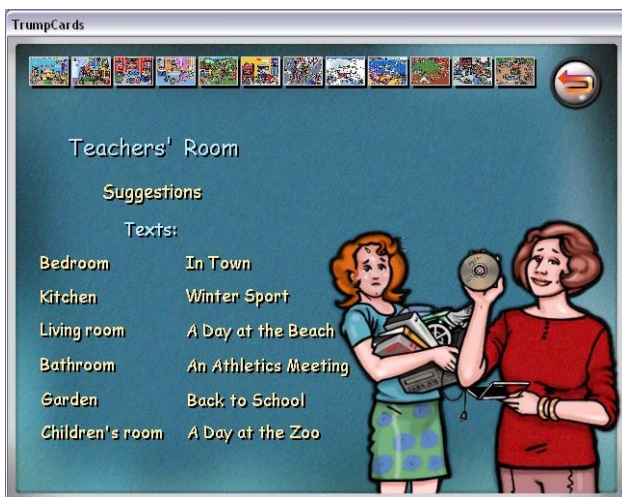 TrumpCards
Teachers' Room
Suggestions
Texts:
Bedroom
Kitchen
Living room
Bathroom
Garden
Children's room
In Town
Winter Sport
A Day at the Beach
An Athletics Meeting
Back to School
A Day at the Zoo